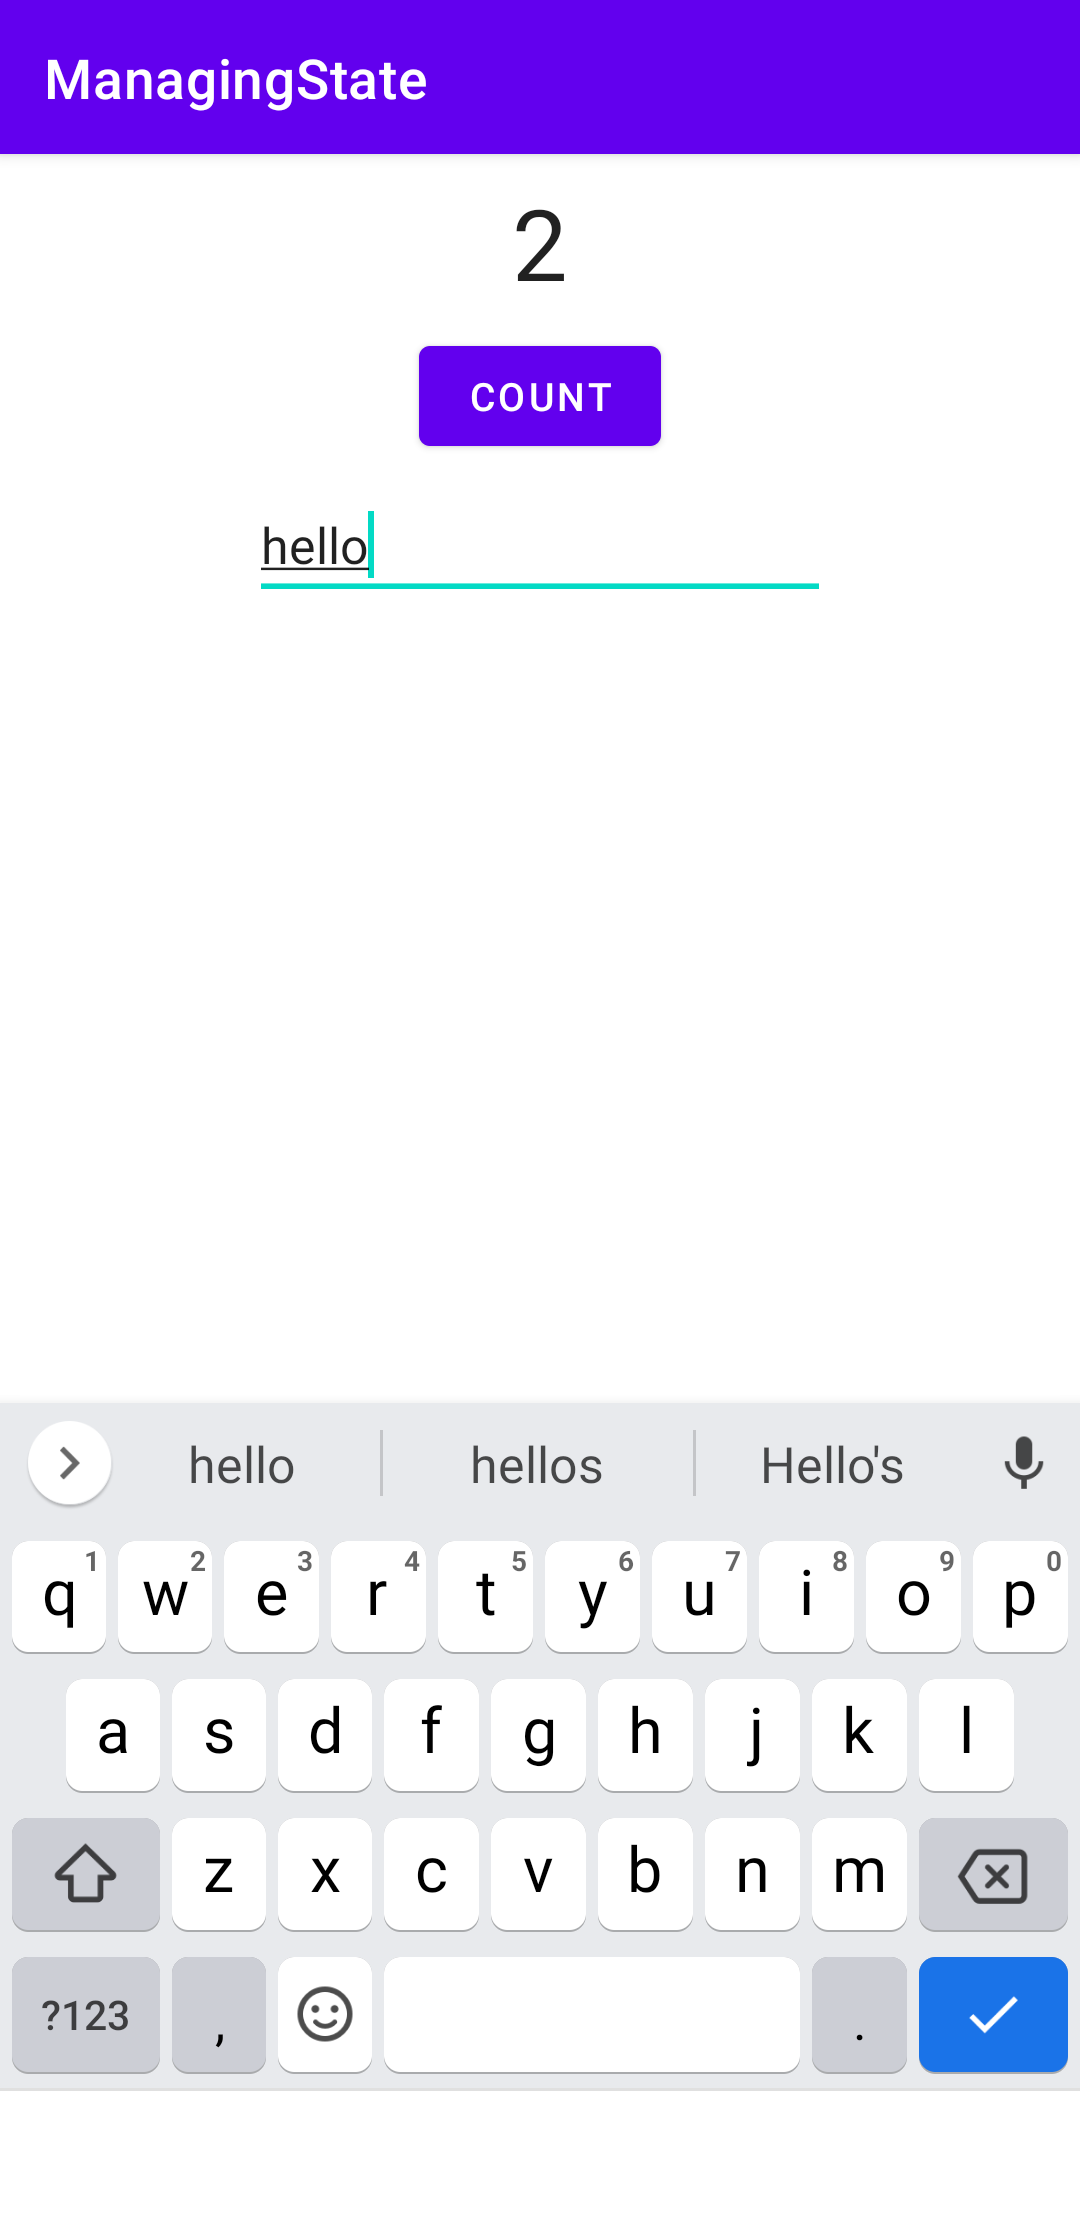 ManagingState
2
COUNT
hello
hello hellos Hello's
1 2 3 4 5 6 7 8 9 0
q w e r t y u i o p
a s d f g h j k l
z x c v b n m
?123 , .